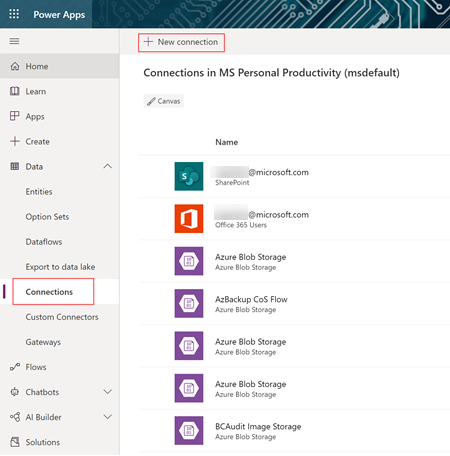 Power Apps
Home
Learn
Apps
Create
Data
Entities
Option Sets
Dataflows
Export to data lake
Connections
Custom Connectors
Gateways
Flows
Chatbots
AI Builder
Solutions
New connection
Connections in MS Personal Productivity (msdefault)
Canvas
Name
@microsoft.com
SharePoint
@microsoft.com
Office 365 Users
Azure Blob Storage
Azure Blob Storage
AzBackup CoS Flow
Azure Blob Storage
Azure Blob Storage
Azure Blob Storage
Azure Blob Storage
Azure Blob Storage
BCAudit Image Storage
Azure Blob Storage